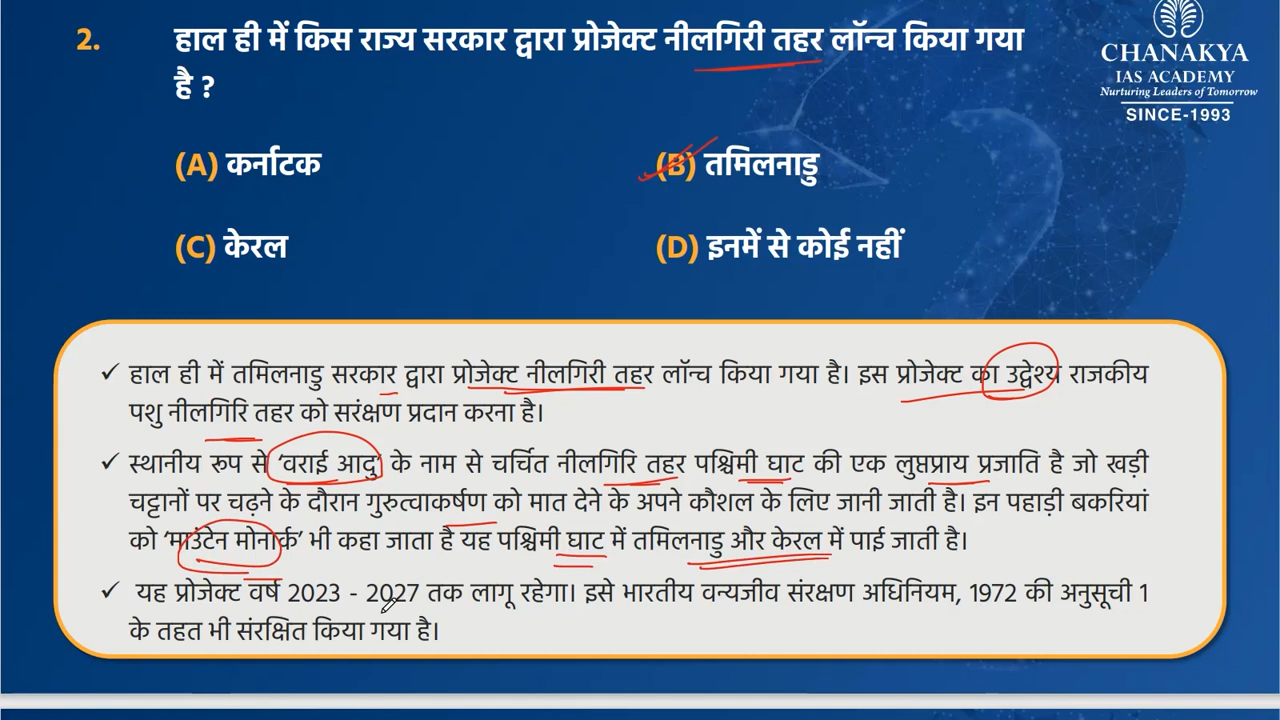 2. हाल ही में किस राज्य सरकार द्वारा प्रोजेक्ट नीलगिरी तहर लॉन्च किया गया
है ?
CHANAKYA
IAS ACADEMY
Nurturing Leaders of Tomorrow
SINCE-1993
(A) कर्नाटक
(B) तमिलनाडु
(C) केरल
(D) इनमें से कोई नहीं
✓ हाल ही में तमिलनाडु सरकार द्वारा प्रोजेक्ट नीलगिरी तहर लॉन्च किया गया है। इस प्रोजेक्ट का उद्वेश्य राजकीय
पशु नीलगिरि तहर को सरंक्षण प्रदान करना है।
✓ स्थानीय रूप से ‘वराई आदु’ के नाम से चर्चित नीलगिरि तहर पश्चिमी घाट की एक लुप्तप्राय प्रजाति है जो खड़ी
चट्टानों पर चढ़ने के दौरान गुरुत्वाकर्षण को मात देने के अपने कौशल के लिए जानी जाती है। इन पहाड़ी बकरियां
को ‘माउंटेन मोनार्क’ भी कहा जाता है यह पश्चिमी घाट में तमिलनाडु और केरल में पाई जाती है।
✓ यह प्रोजेक्ट वर्ष 2023 - 2027 तक लागू रहेगा। इसे भारतीय वन्यजीव संरक्षण अधिनियम, 1972 की अनुसूची 1
के तहत भी संरक्षित किया गया है।